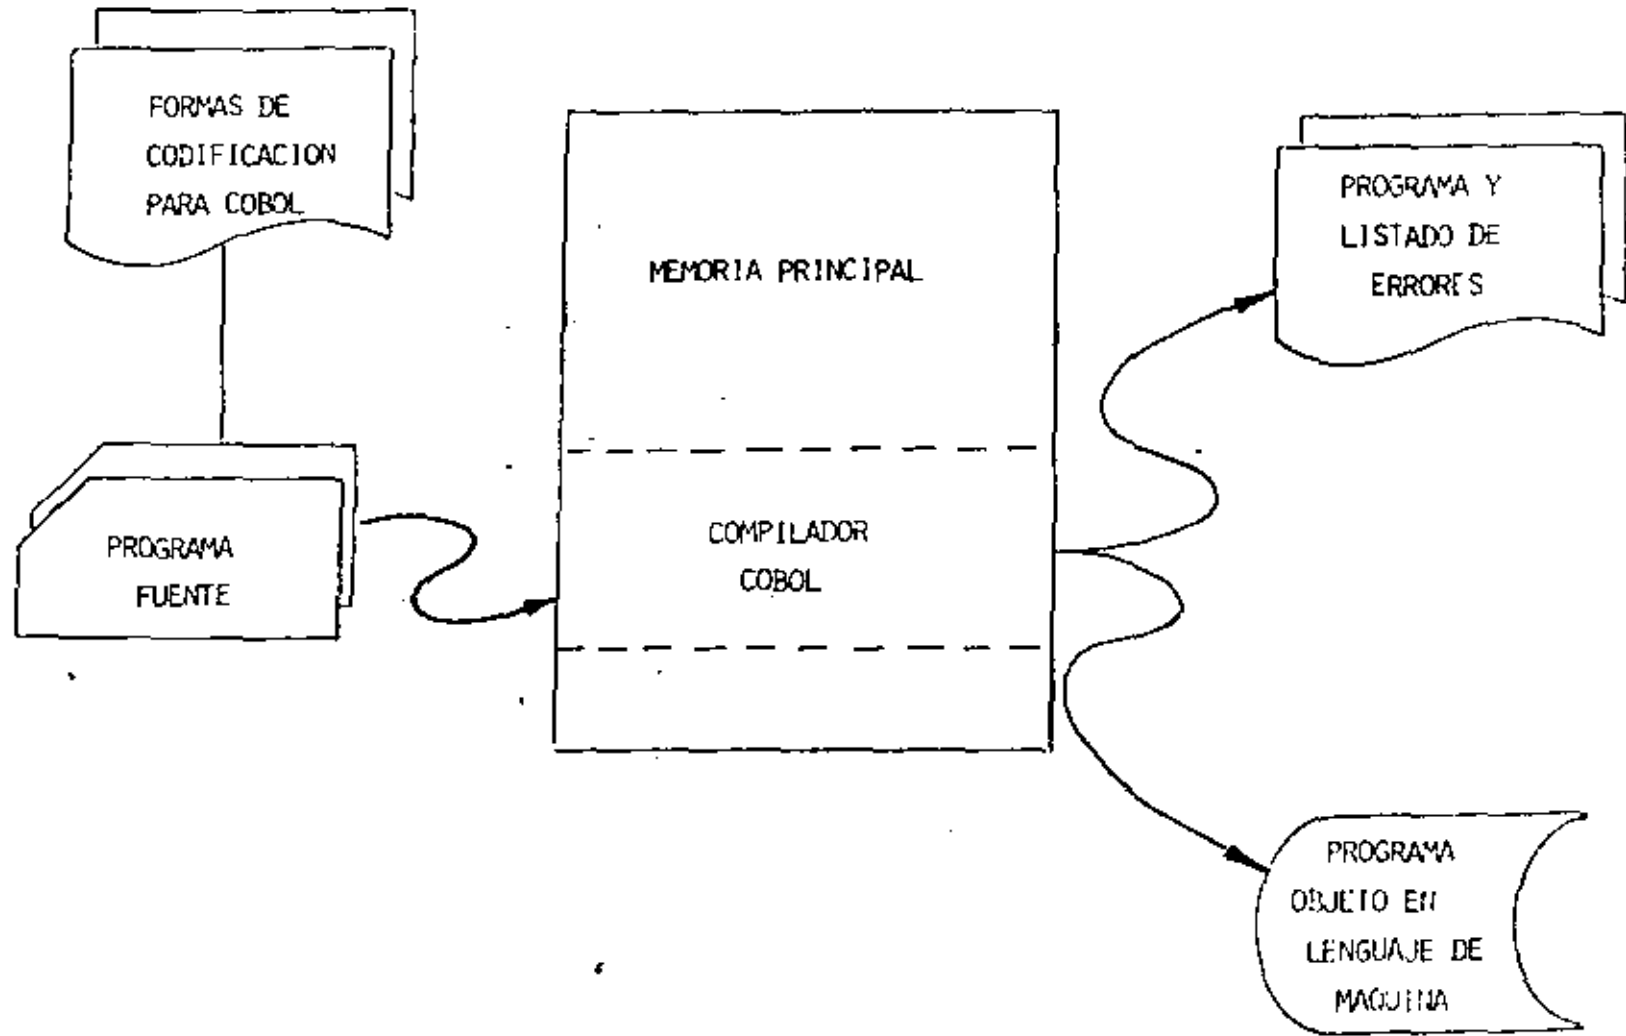 FORMAS DE
CODIFICACION
PARA COBOL
MEMORIA PRINCIPAL
PROGRAMA Y
LISTADO DE
ERRORES
PROGRAMA
FUENTE
COMPILADOR
COBOL
PROGRAMA
OBJETO EN
LENGUAJE DE
MAQUINA